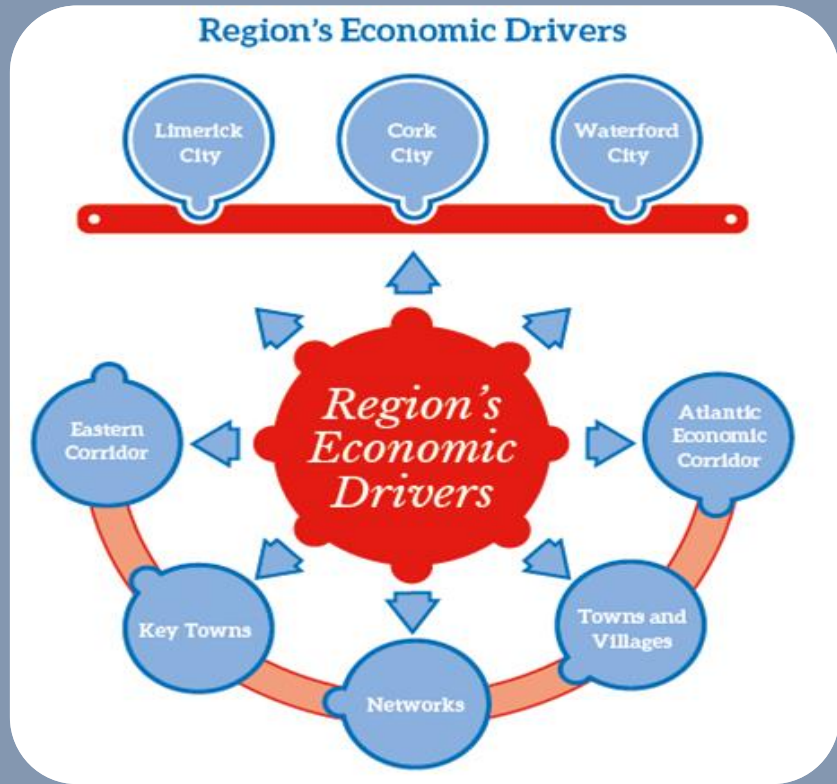 Region's Economic Drivers
Limerick
City
Cork
City
Waterford
City
Region's
Economic
Drivers
Eastern
Corridor
Atlantic
Economic
Corridor
Key Towns
Networks
Towns and
Villages